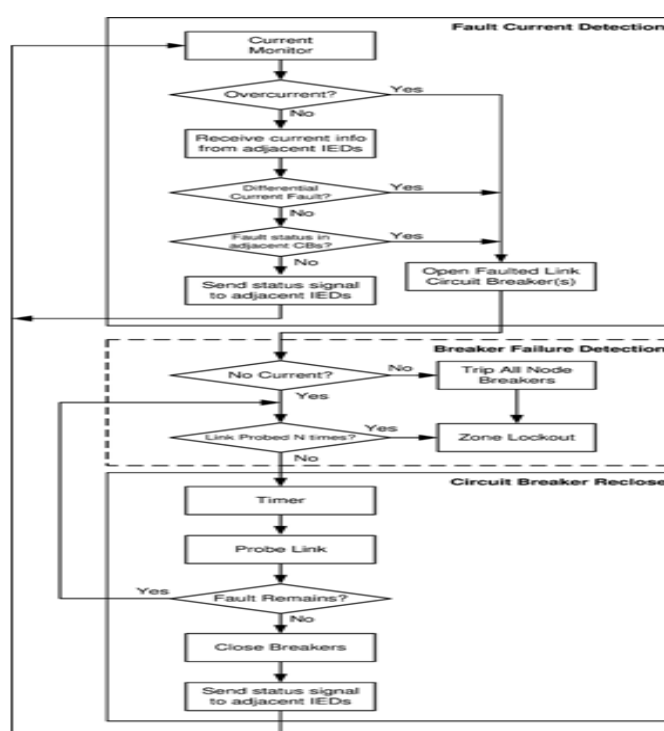 Fault Current Detection
Current
Monitor
Overcurrent?
Yes
No
Receive current info
from adjacent IEDs
Differential
Current Fault?
Yes
No
Fault status in
adjacent CBs?
Yes
No
Send status signal
to adjacent IEDs
Open Faulted Link
Circuit Breaker(s)
Breaker Failure Detection
No Current?
No
Trip All Node
Breakers
Yes
Link Probed N times?
Yes
Zone Lockout
No
Circuit Breaker Reclose
Timer
Probe Link
Yes
Fault Remains?
No
Close Breakers
Send status signal
to adjacent IEDs